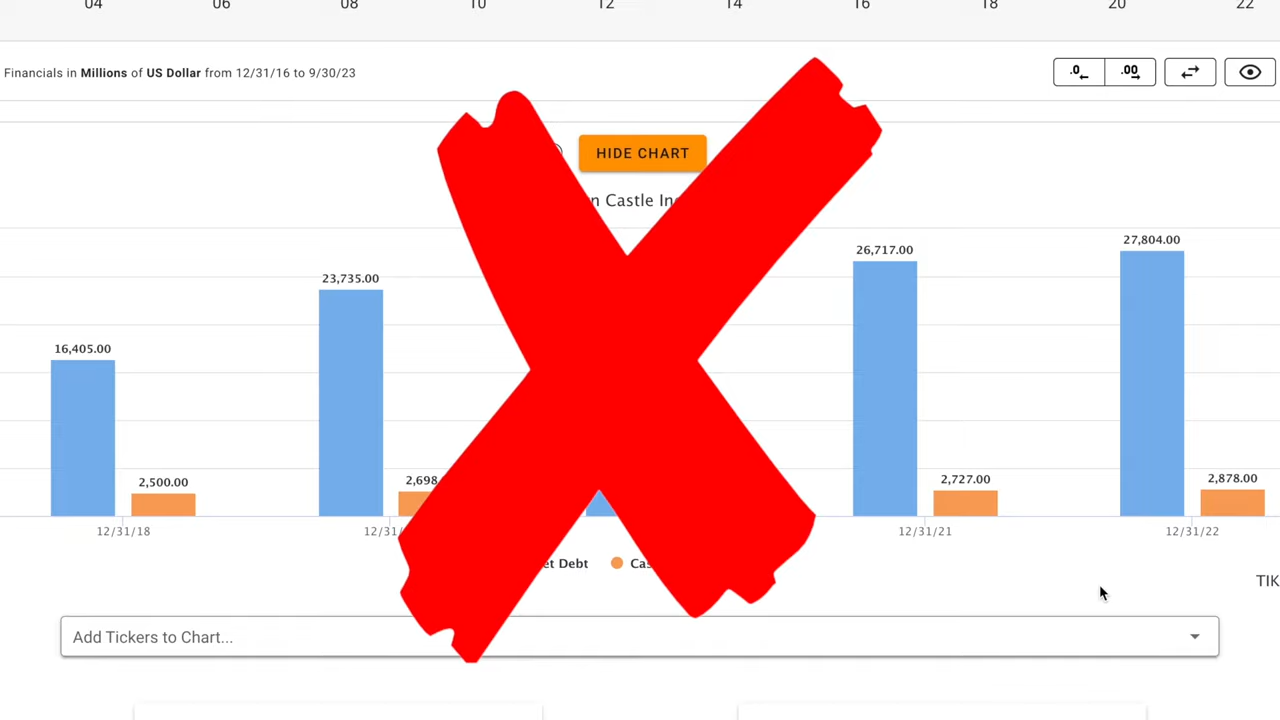 04 06 08 10 12 14 16 18 20 22
Financials in Millions of US Dollar from 12/31/16 to 9/30/23
.0 .00
HIDE CHART
n Castle In
27,804.00
26,717.00
23,735.00
16,405.00
2,500.00 2,698 2,727.00 2,878.00
12/31/18 12/31/ 12/31/21 12/31/22
et Debt Cas
TIK
Add Tickers to Chart...